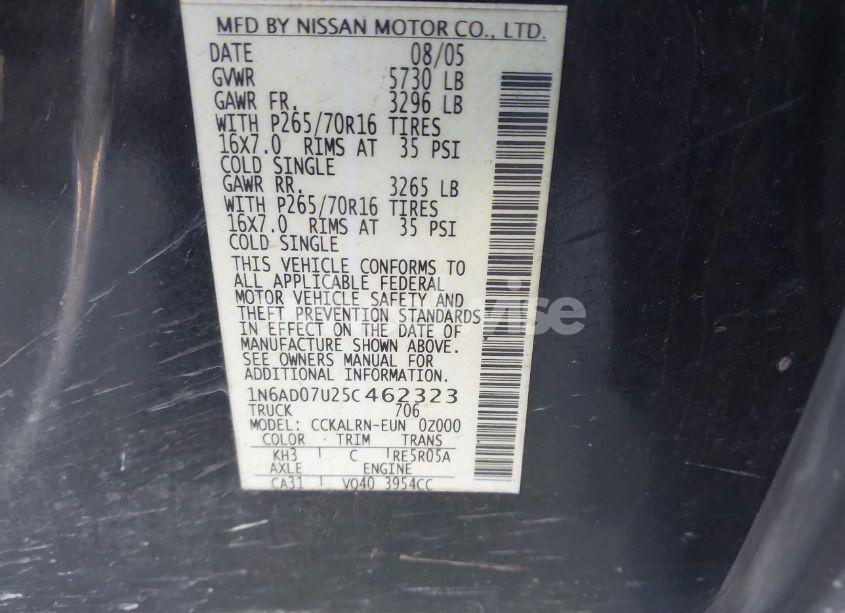 MFD BY NISSAN MOTOR CO., LTD.
DATE 08/05
GVWR 5730 LB
GAWR FR. 3296 LB
WITH P265/70R16 TIRES
16X7.0 RIMS AT 35 PSI
COLD SINGLE
GAWR RR. 3265 LB
WITH P265/70R16 TIRES
16X7.0 RIMS AT 35 PSI
COLD SINGLE
THIS VEHICLE CONFORMS TO
ALL APPLICABLE FEDERAL
MOTOR VEHICLE SAFETY AND
THEFT PREVENTION STANDARDS
IN EFFECT ON THE DATE OF
MANUFACTURE SHOWN ABOVE.
SEE OWNERS MANUAL FOR
ADDITIONAL INFORMATION.
1N6AD07U25C462323
TRUCK 706
MODEL: CCKALRN-EUN 0Z000
COLOR TRIM TRANS
KH3 C RE5R05A
AXLE ENGINE
CA31 VQ40 3954CC